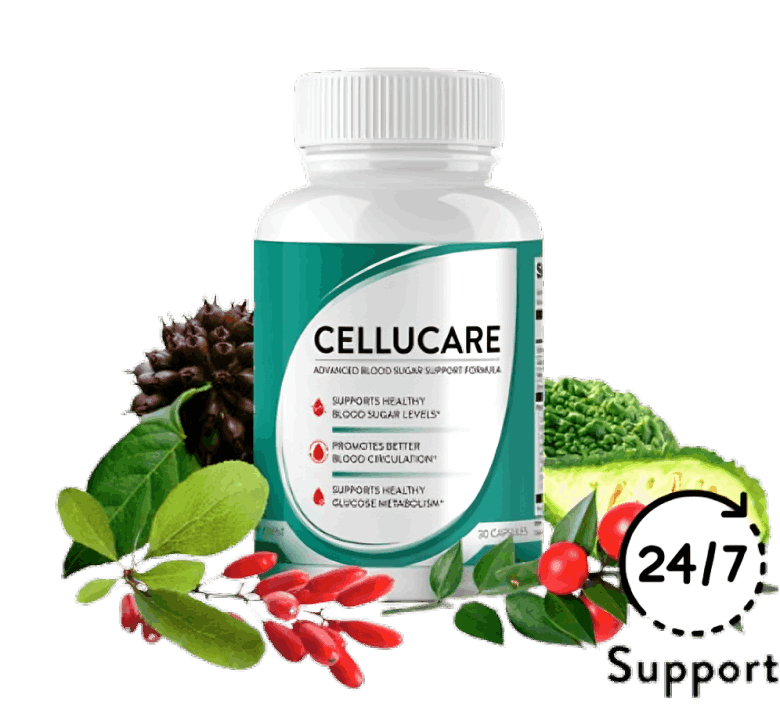 CELLUCARE
ADVANCED BLOOD SUGAR SUPPORT FORMULA
SUPPORTS HEALTHY
BLOOD SUGAR LEVELS*
PROMOTES BETTER
BLOOD CIRCULATION*
SUPPORTS HEALTHY
GLUCOSE METABOLISM*
30 CAPSULES
24/7
Support